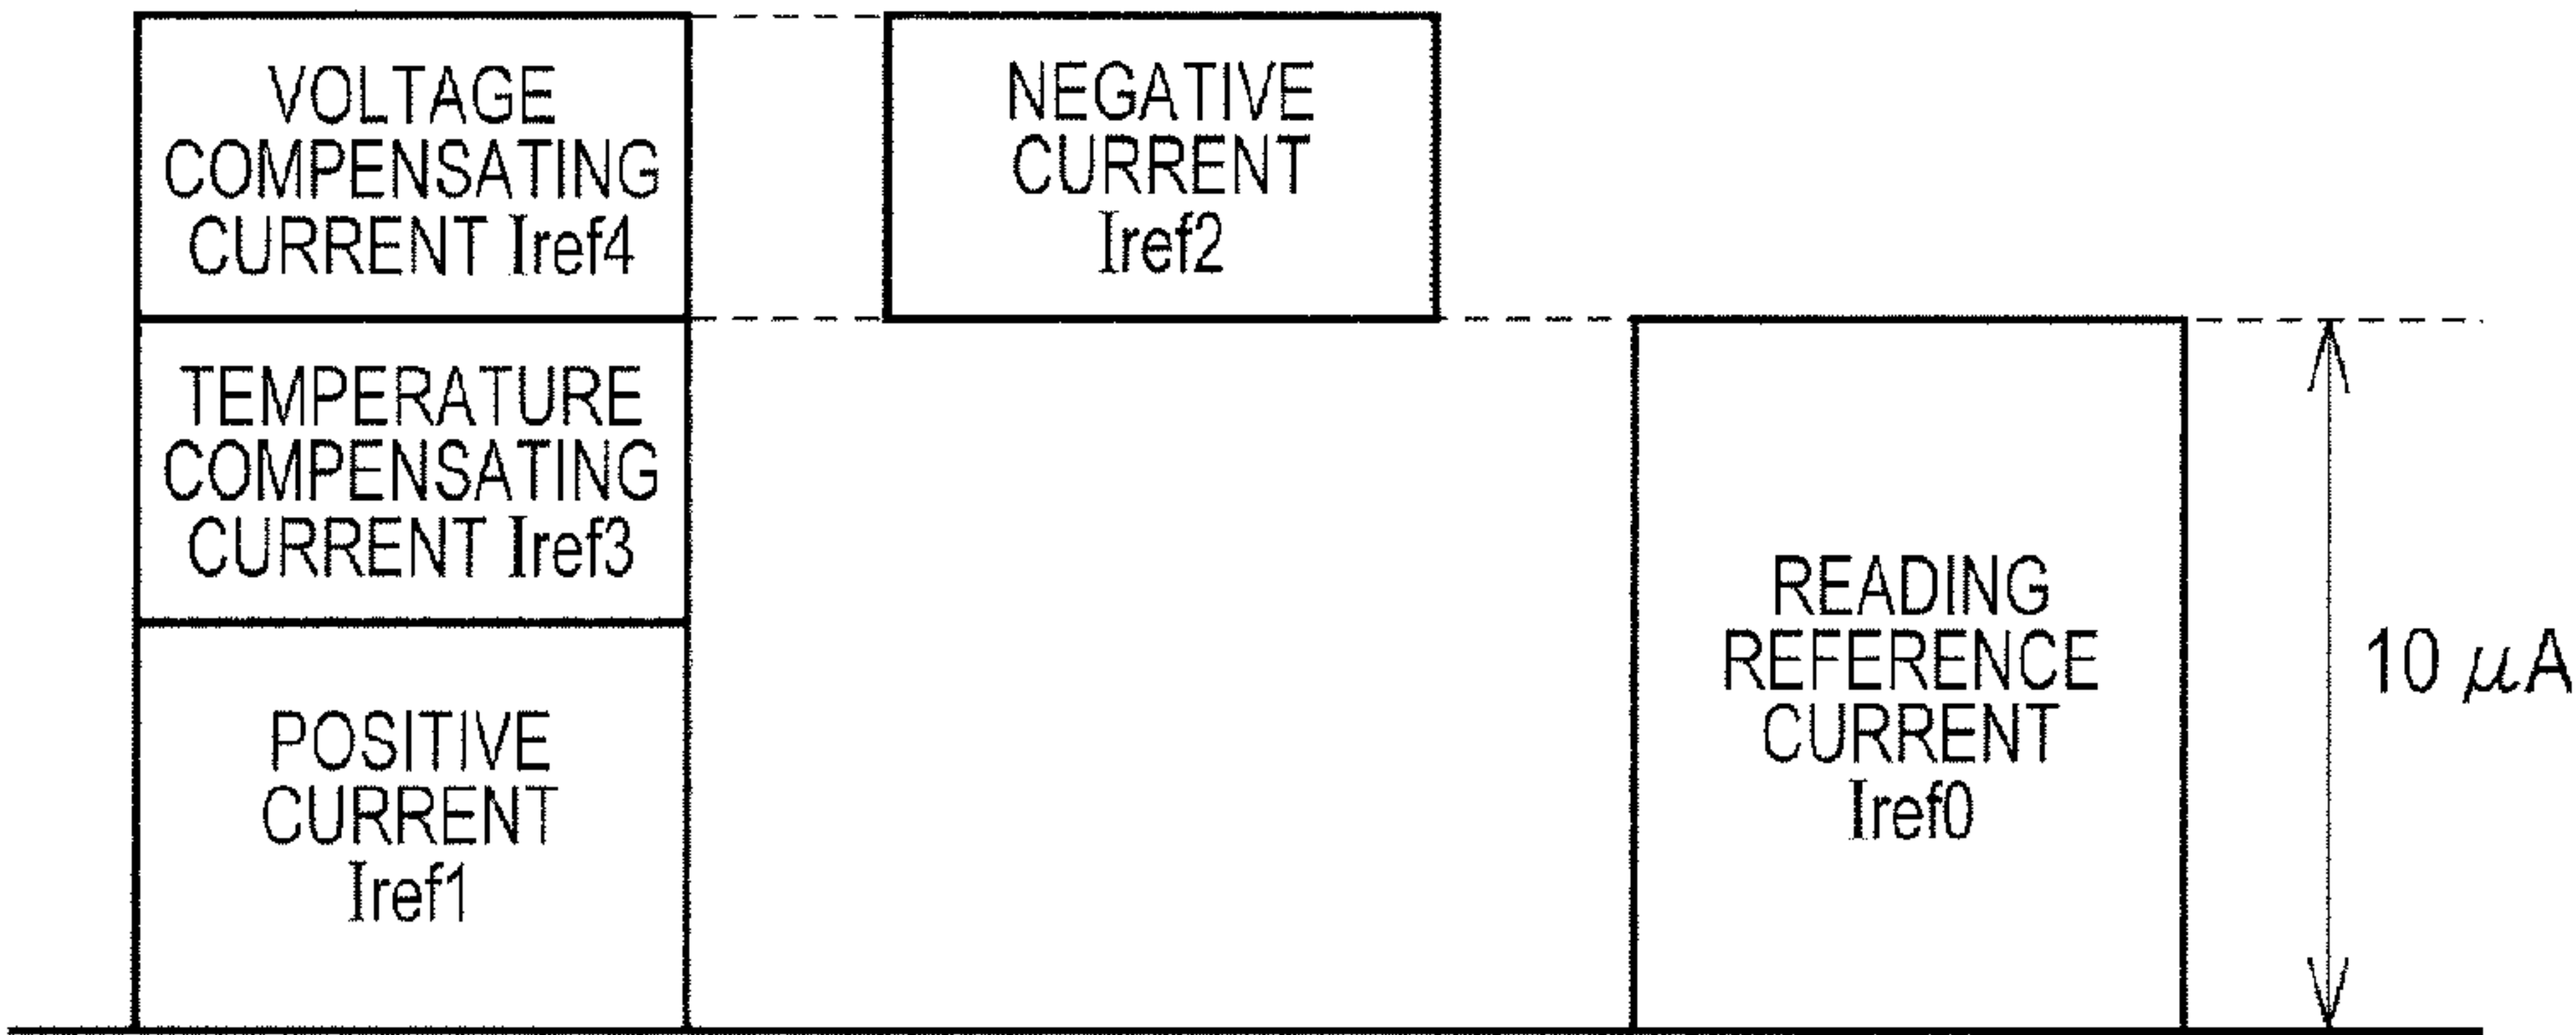 VOLTAGE
COMPENSATING
CURRENT Iref4
TEMPERATURE
COMPENSATING
CURRENT Iref3
POSITIVE
CURRENT
Iref1
NEGATIVE
CURRENT
Iref2
READING
REFERENCE
CURRENT
Iref0
10 μA